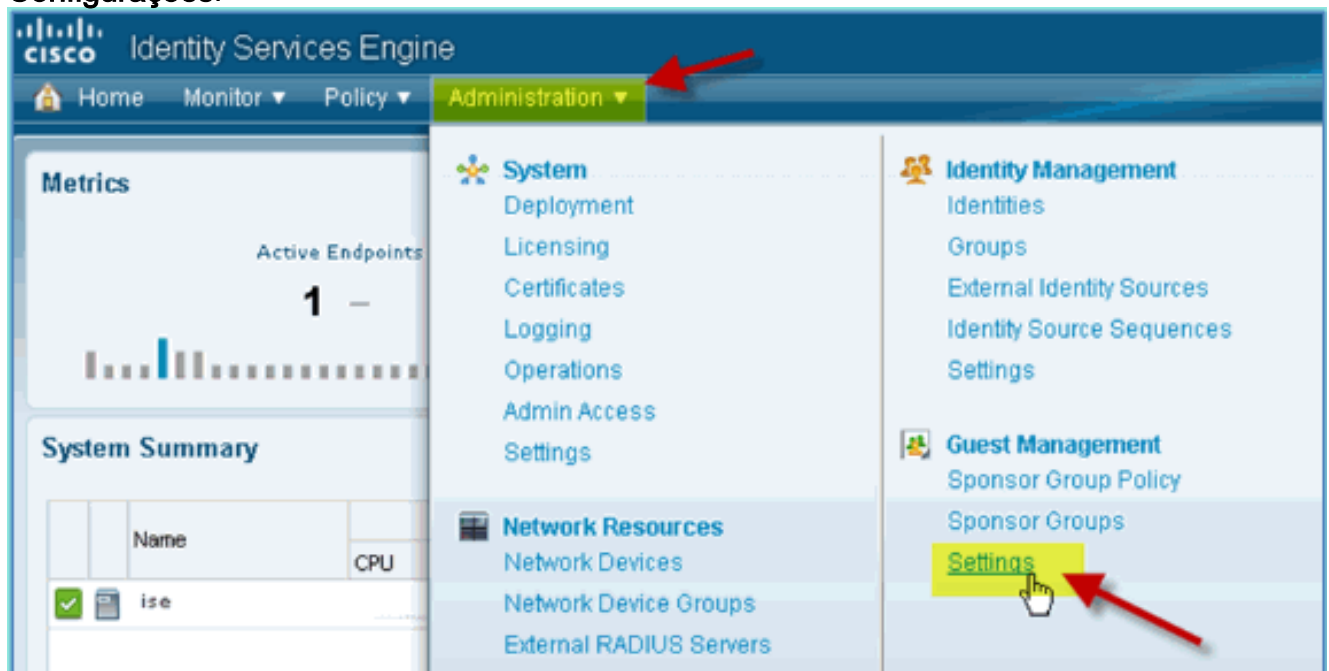 Configurações.
CISCO Identity Services Engine
Home Monitor ▼ Policy ▼ Administration ▼
Metrics
Active Endpoints
1 –
System Summary
Name
CPU
ise
System
Deployment
Licensing
Certificates
Logging
Operations
Admin Access
Settings
Network Resources
Network Devices
Network Device Groups
External RADIUS Servers
Identity Management
Identities
Groups
External Identity Sources
Identity Source Sequences
Settings
Guest Management
Sponsor Group Policy
Sponsor Groups
Settings